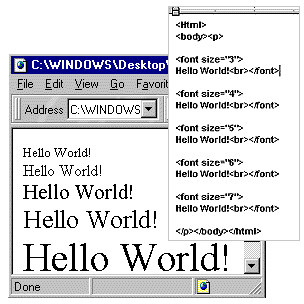 C:\WINDOWS\Desktop\
File Edit View Go Favorit
Address C:\WINDOWS
Hello World!
Hello World!
Hello World!
Hello World!
Hello World!
Done
<Html>
<body><p>
<font size="3">
Hello World!<br></font>
<font size="4">
Hello World!<br></font>
<font size="5">
Hello World!<br></font>
<font size="6">
Hello World!<br></font>
<font size="7">
Hello World!<br></font>
</p></body></html>